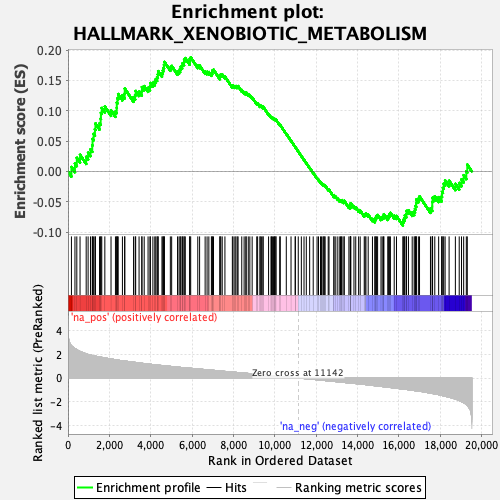 Enrichment plot:
HALLMARK_XENOBIOTIC_METABOLISM
Enrichment score (ES)
0.20
0.15
0.10
0.05
0.00
-0.05
-0.10
'na_pos' (positively correlated)
Ranked list metric (PreRanked)
4
2
0
-2
-4
Zero cross at 11142
'na_neg' (negatively correlated)
0
2,000
4,000
6,000
8,000
10,000
12,000
14,000
16,000
18,000
20,000
Rank in Ordered Dataset
Enrichment profile
Hits
Ranking metric scores